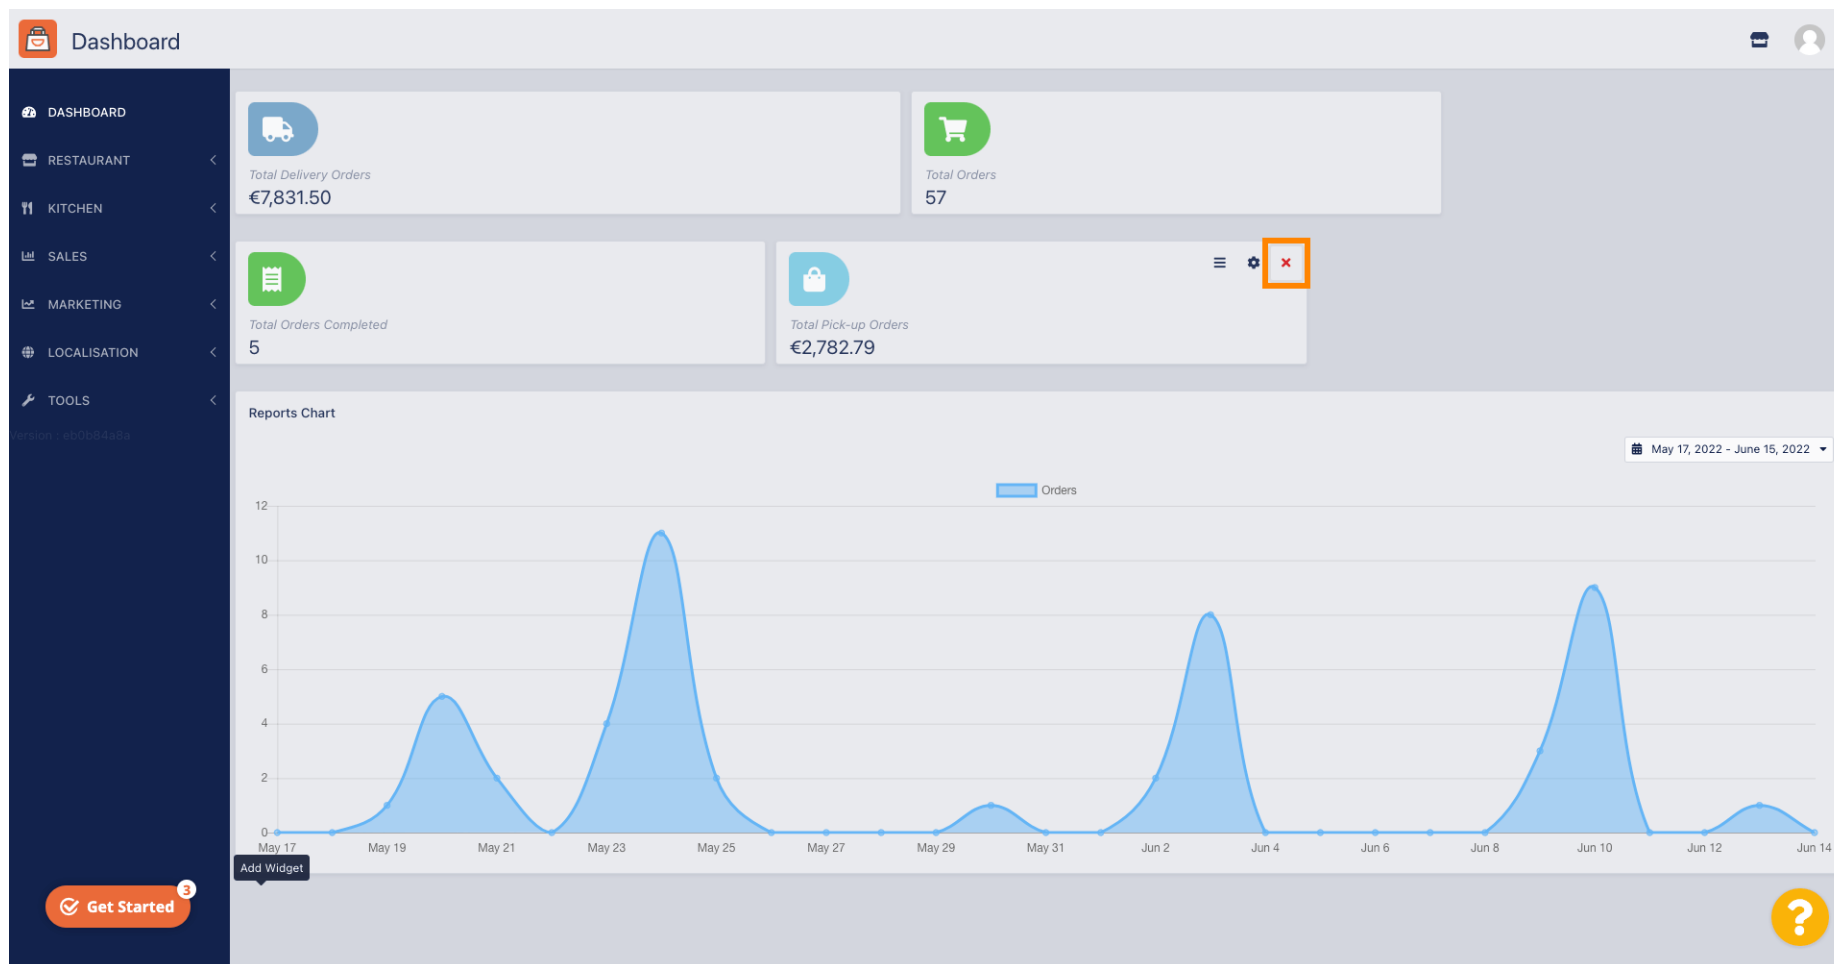 Dashboard
DASHBOARD
RESTAURANT
KITCHEN
SALES
MARKETING
LOCALISATION
TOOLS
Version : eb0b84a8a
3
Get Started
Total Delivery Orders
€7,831.50
Total Orders
57
Total Orders Completed
5
Total Pick-up Orders
€2,782.79
Reports Chart
May 17, 2022 - June 15, 2022
Orders
12
10
8
6
4
2
0
May 17 May 19 May 21 May 23 May 25 May 27 May 29 May 31 Jun 2 Jun 4 Jun 6 Jun 8 Jun 10 Jun 12 Jun 14
Add Widget
?